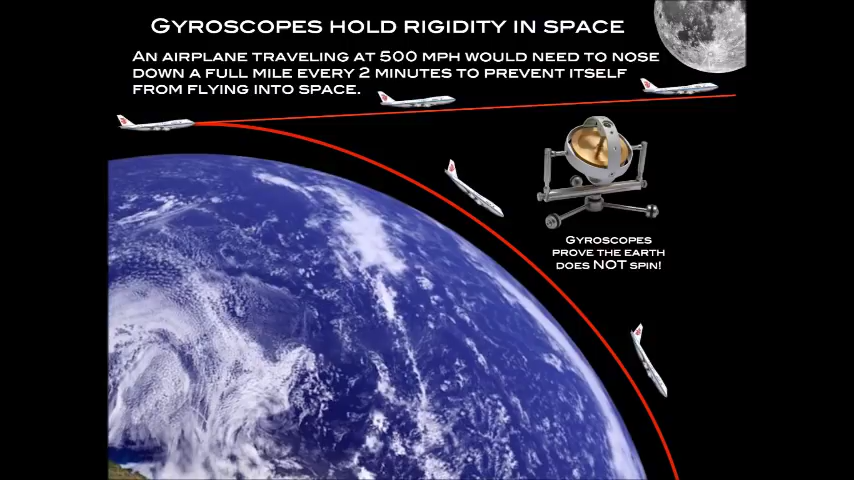 Gyroscopes hold rigidity in space
An airplane traveling at 500 mph would need to nose
down a full mile every 2 minutes to prevent itself
from flying into space.
Gyroscopes
prove the earth
does NOT spin!